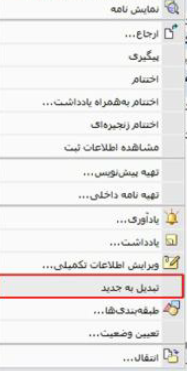 نمایش نامه
ارجاع...
پیگیری
اختتام
اختتام به‌همراه یادداشت...
اختتام زنجیره‌ای
مشاهده اطلاعات ثبت
تهیه پیش‌نویس...
تهیه نامه داخلی...
یادآوری...
یادداشت...
ویرایش اطلاعات تکمیلی...
تبدیل به جدید
طبقه‌بندی‌ها...
تعیین وضعیت...
انتقال...